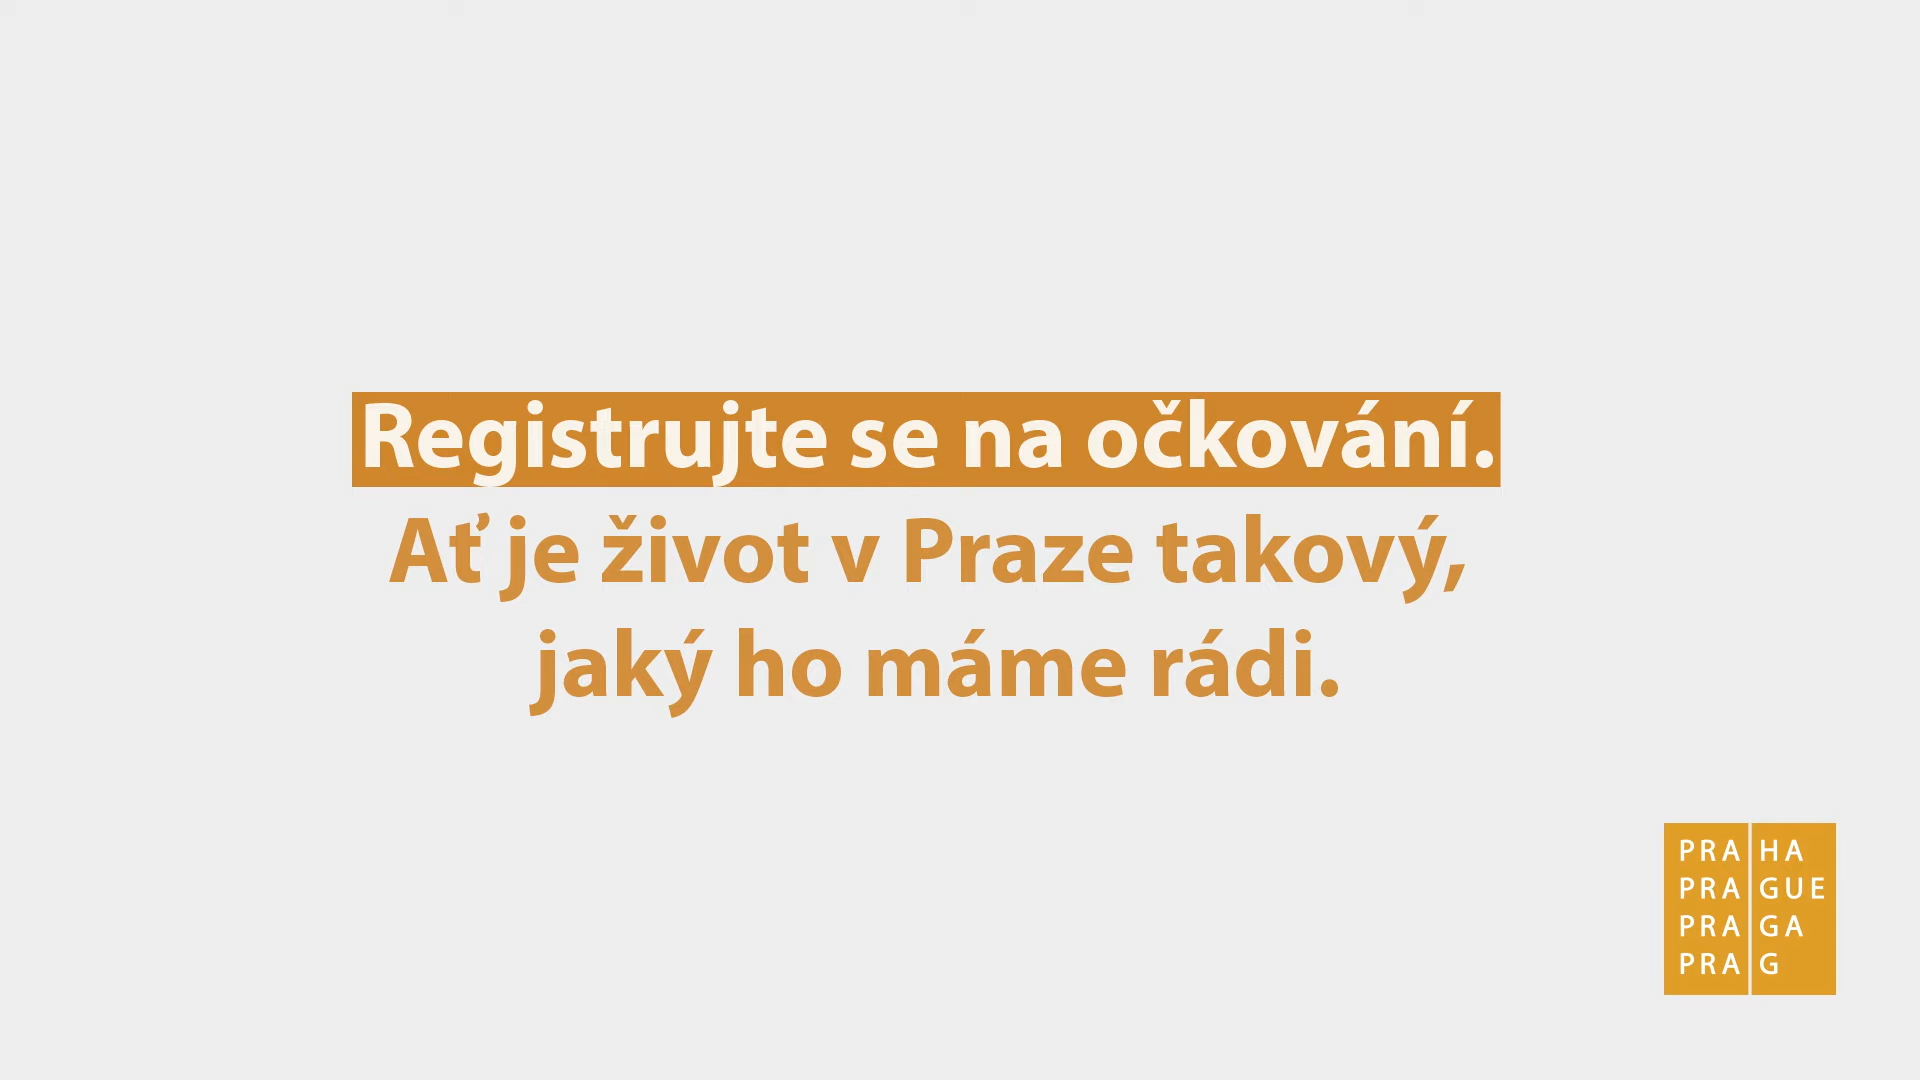 Registrujte se na očkování.
Ať je život v Praze takový,
jaký ho máme rádi.
PRA HA
PRA GUE
PRA GA
PRA G